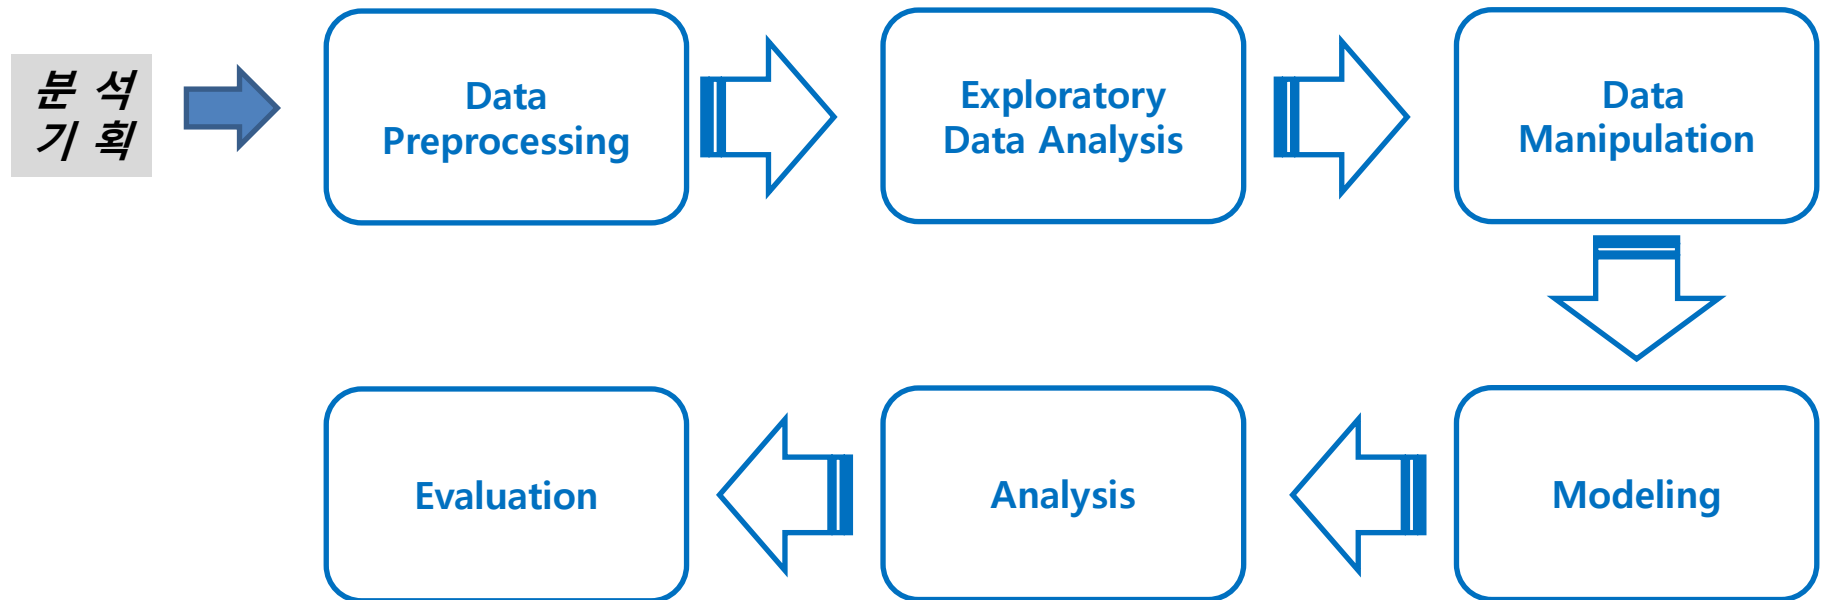 분 석
기 획
Data
Preprocessing
Exploratory
Data Analysis
Data
Manipulation
Modeling
Analysis
Evaluation